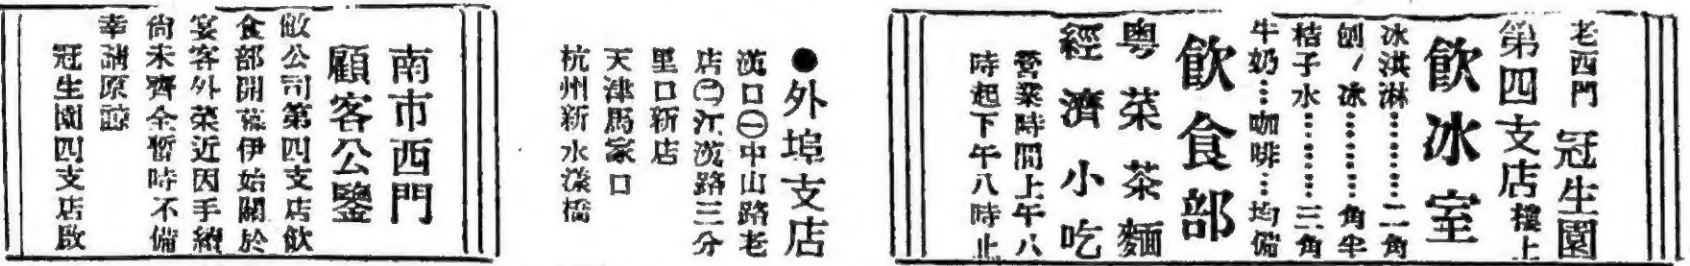 老西門 冠生園
第四支店樓上
飲冰室
冰淇淋………二角
刨ノ冰………角半
桔子水………三角
牛奶…咖啡…均備
飲食部
粵菜茶麵
經濟小吃
營業時間上午八
時起下午八時止
●外埠支店
漢口㊀中山路老
店㊁江漢路三分
里口新店
天津馬家口
杭州新水漾橋
南市西門
顧客公鑒
敝公司第四支店飲
食部開幕伊始關於
宴客外菜近因手續
尚未齊全暫時不備
幸請原諒
冠生園四支店啟